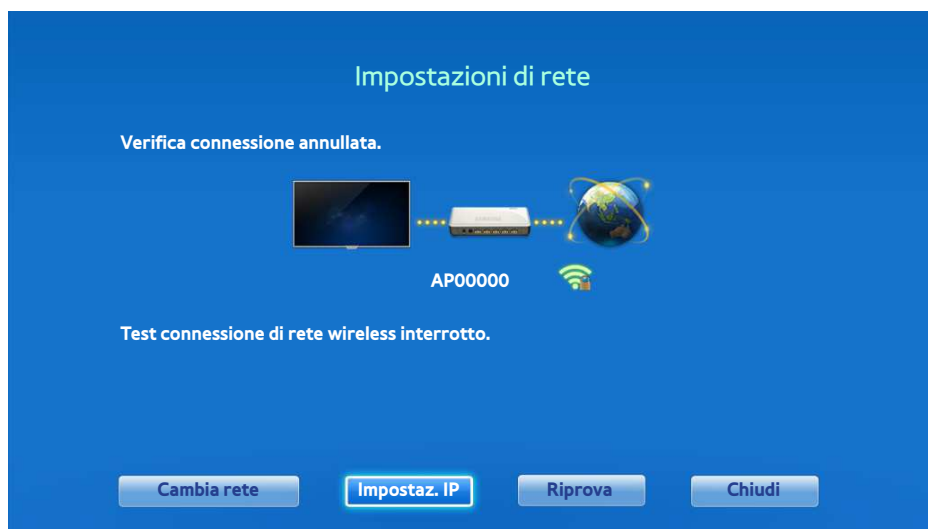 Impostazioni di rete
Verifica connessione annullata.
SAMSUNG
AP00000
Test connessione di rete wireless interrotto.
Cambia rete
Impostaz. IP
Riprova
Chiudi